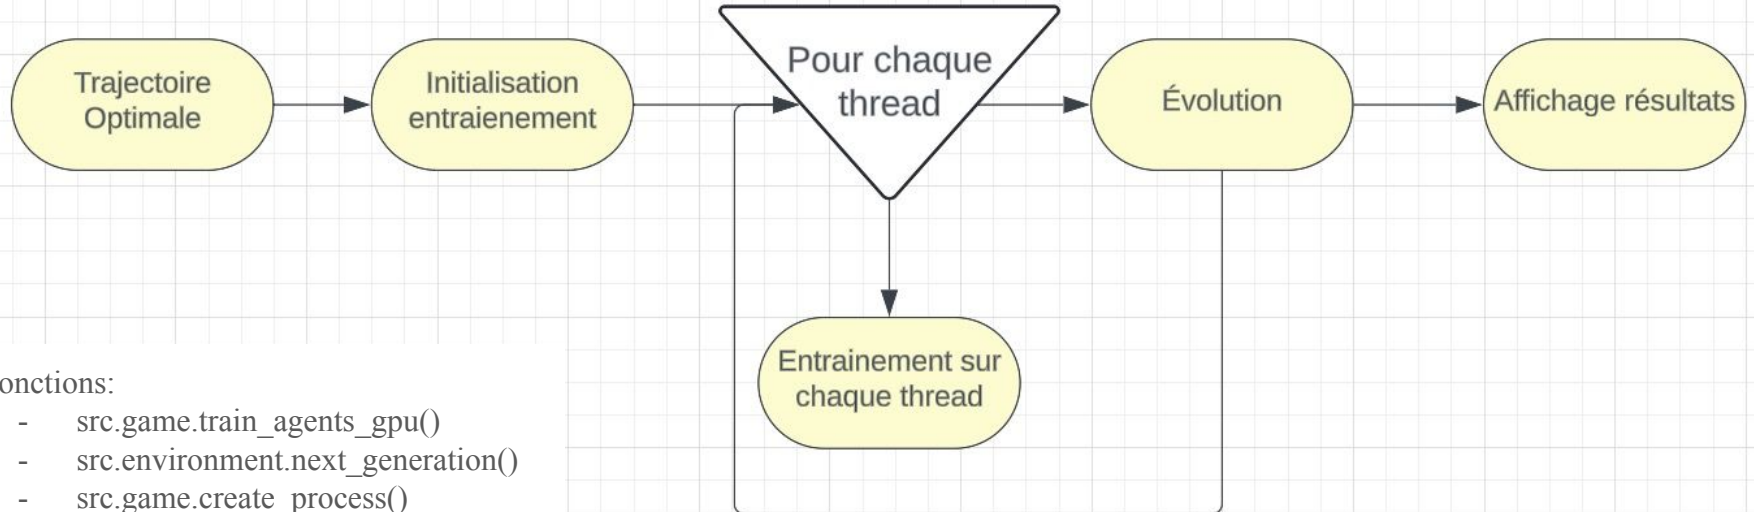 Trajectoire
Optimale
Initialisation
entraienement
Pour chaque
thread
Évolution
Affichage résultats
Entrainement sur
chaque thread
onctions:
- src.game.train_agents_gpu()
- src.environment.next_generation()
- src.game.create_process()